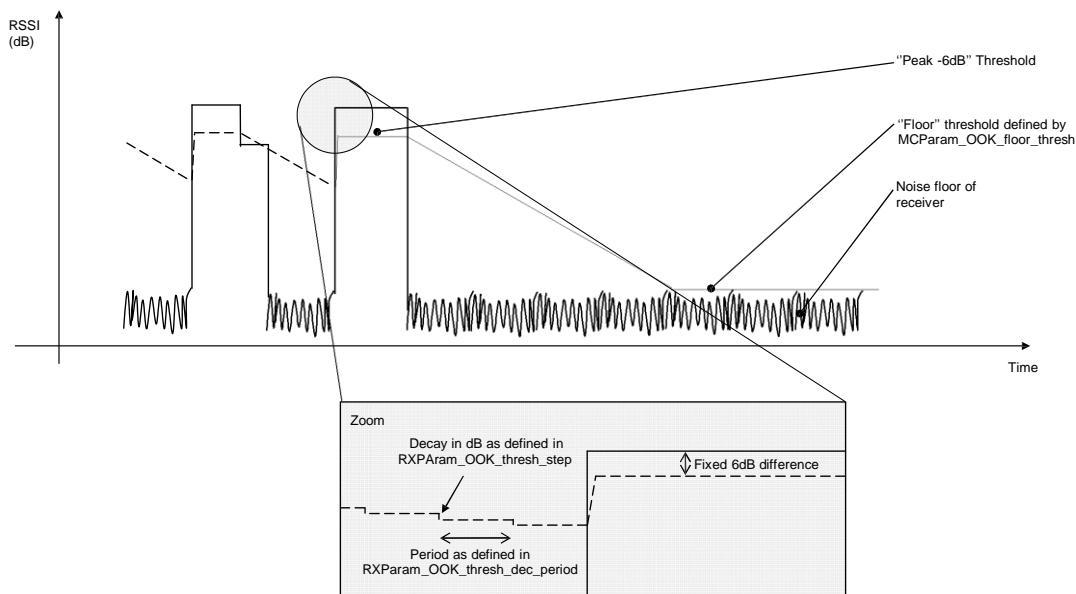 RSSI
(dB)
“Peak -6dB” Threshold
“Floor” threshold defined by
MCParam_OOK_floor_thresh
Noise floor of
receiver
Time
Zoom
Decay in dB as defined in
RXPAram_OOK_thresh_step
Fixed 6dB difference
Period as defined in
RXParam_OOK_thresh_dec_period